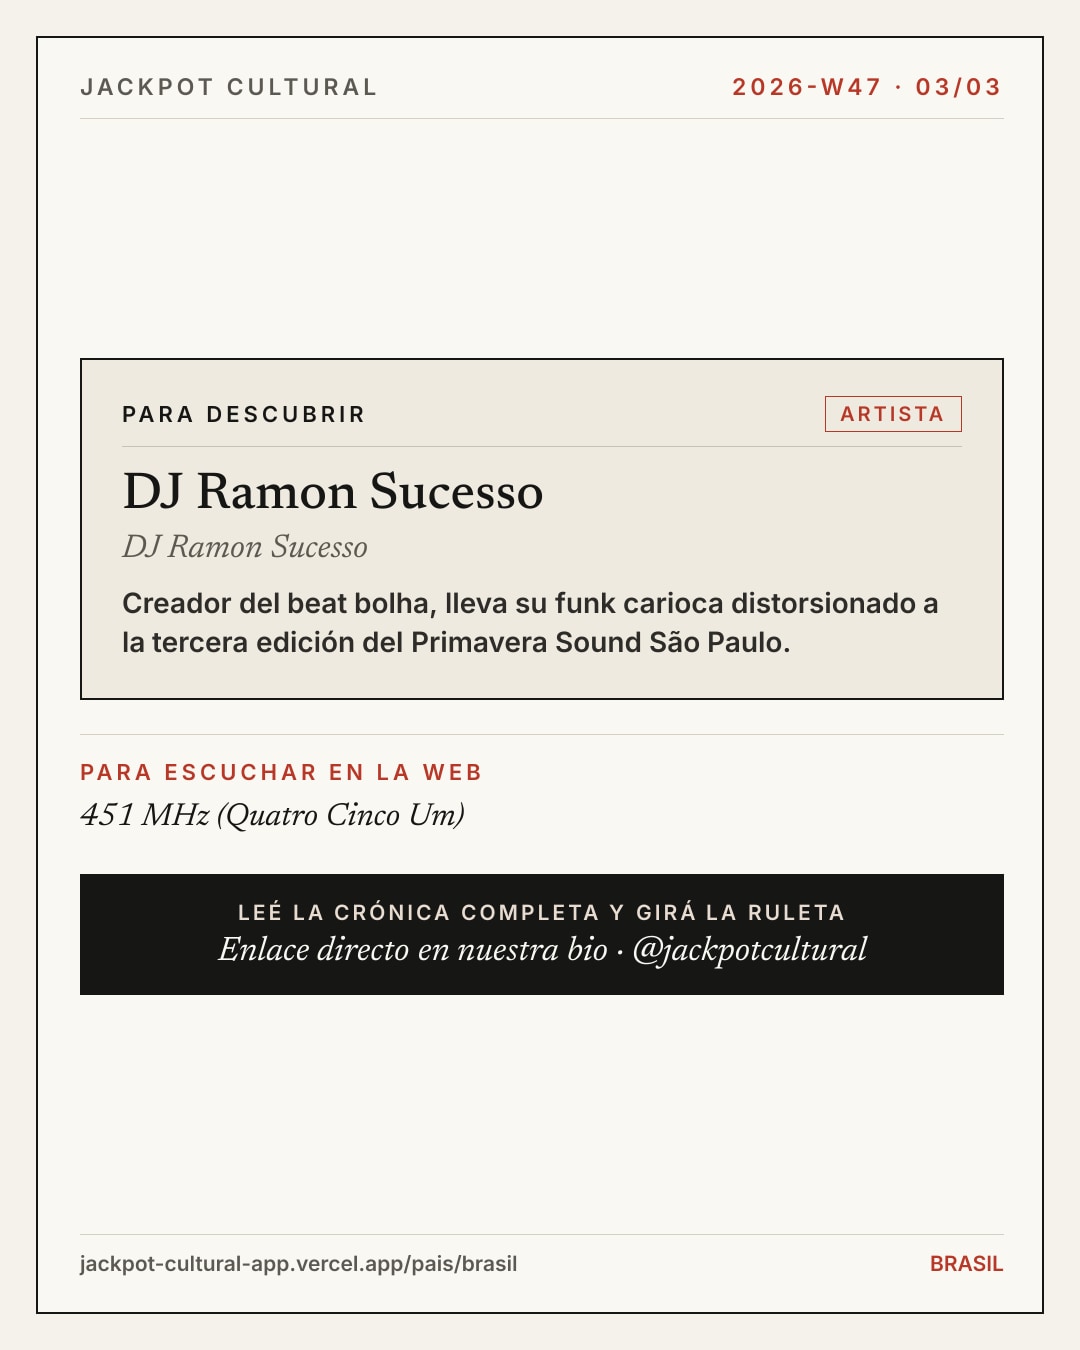 JACKPOT CULTURAL
2026-W47 · 03/03
PARA DESCUBRIR
ARTISTA
DJ Ramon Sucesso
DJ Ramon Sucesso
Creador del beat bolha, lleva su funk carioca distorsionado a
la tercera edición del Primavera Sound São Paulo.
PARA ESCUCHAR EN LA WEB
451 MHz (Quatro Cinco Um)
LEÉ LA CRÓNICA COMPLETA Y GIRÁ LA RULETA
Enlace directo en nuestra bio · @jackpotcultural
jackpot-cultural-app.vercel.app/pais/brasil
BRASIL